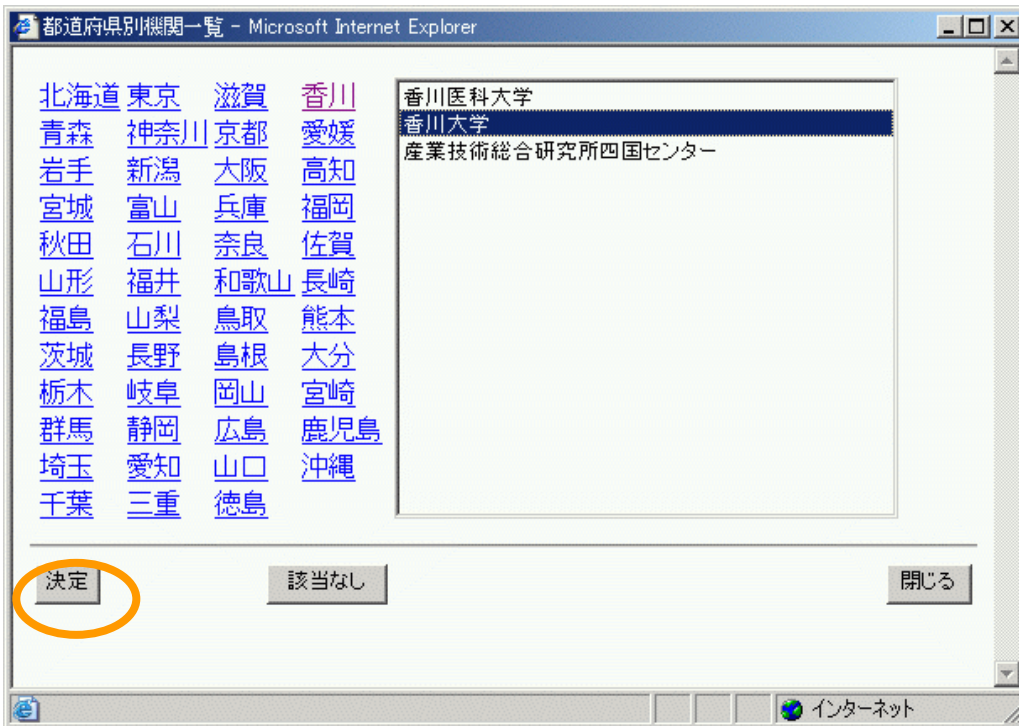 都道府県別機関一覧 - Microsoft Internet Explorer
北海道 東京 滋賀 香川
青森 神奈川 京都 愛媛
岩手 新潟 大阪 高知
宮城 富山 兵庫 福岡
秋田 石川 奈良 佐賀
山形 福井 和歌山 長崎
福島 山梨 鳥取 熊本
茨城 長野 島根 大分
栃木 岐阜 岡山 宮崎
群馬 静岡 広島 鹿児島
埼玉 愛知 山口 沖縄
千葉 三重 徳島
香川医科大学
香川大学
産業技術総合研究所四国センター
決定 該当なし 閉じる
インターネット